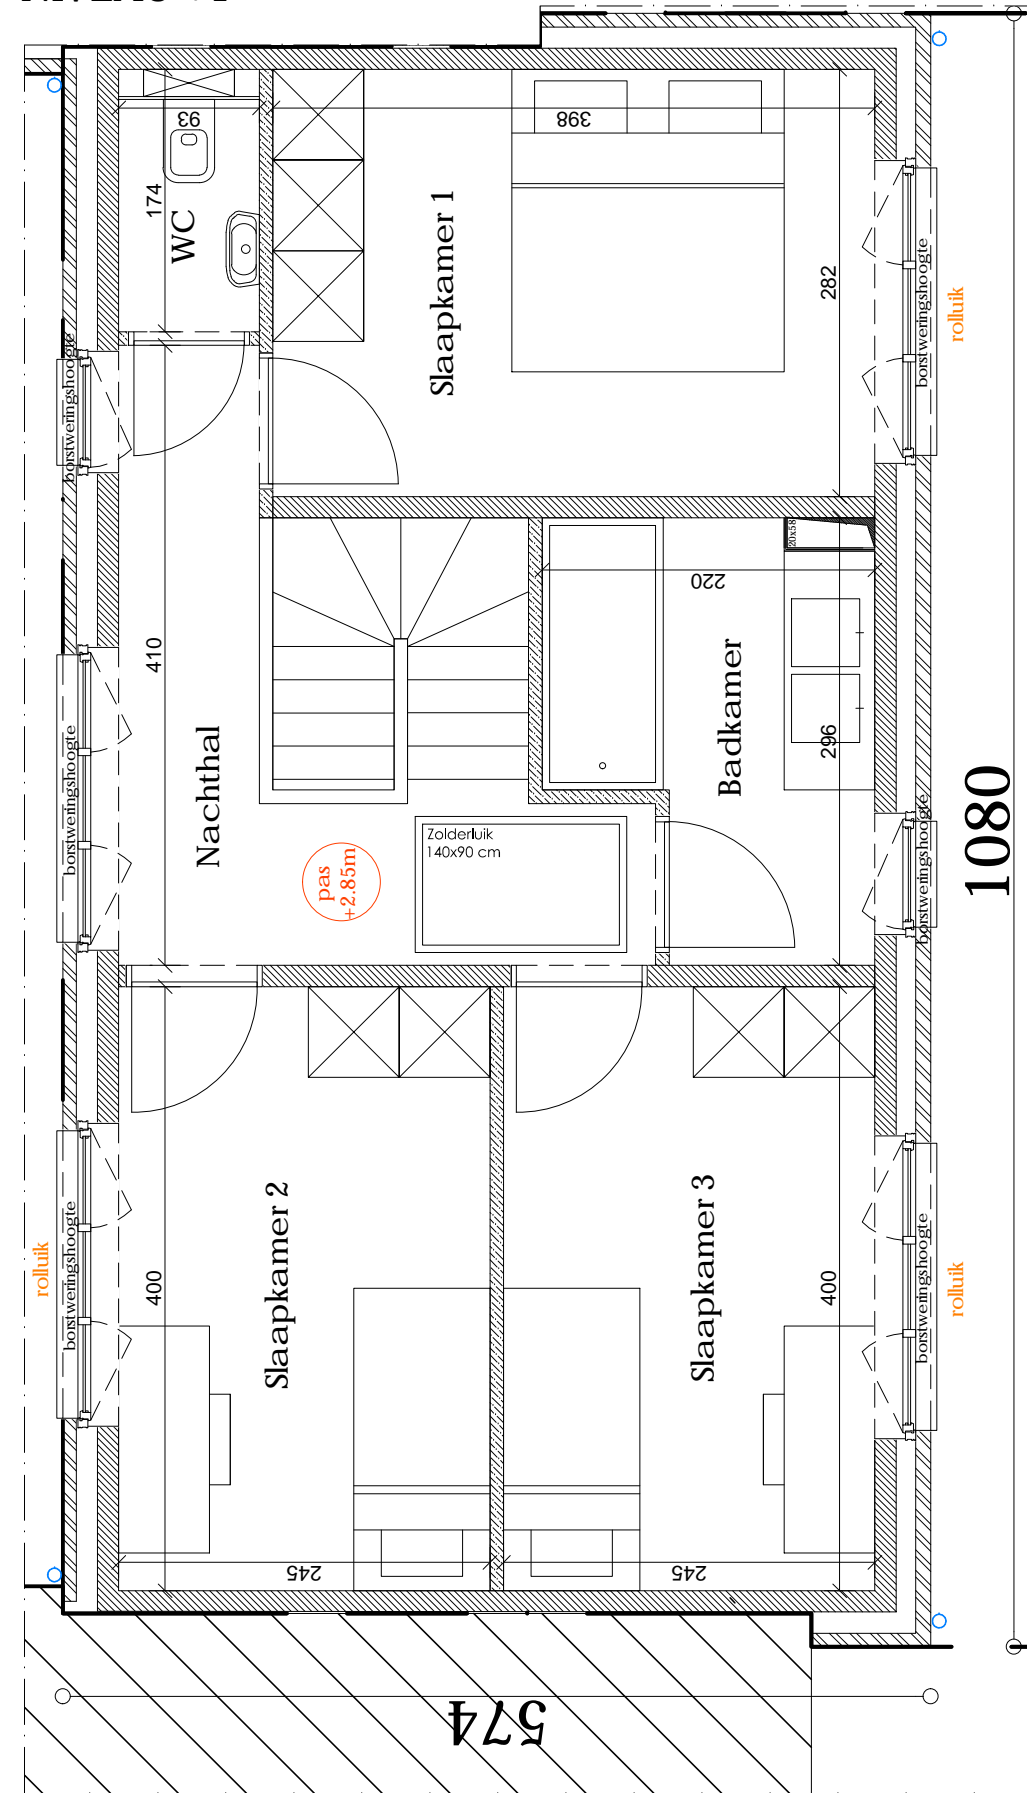 93
398
174
WC
Slaapkamer 1
282
borstweringshoogte
rolluik
borstweringshoogte
20x58
220
410
Nachthal
Badkamer
296
borstweringshoogte
1080
Zolderluik
140x90 cm
pas
+2.85m
borstweringshoogte
rolluik
borstweringshoogte
400
Slaapkamer 2
Slaapkamer 3
400
borstweringshoogte
rolluik
245
245
574